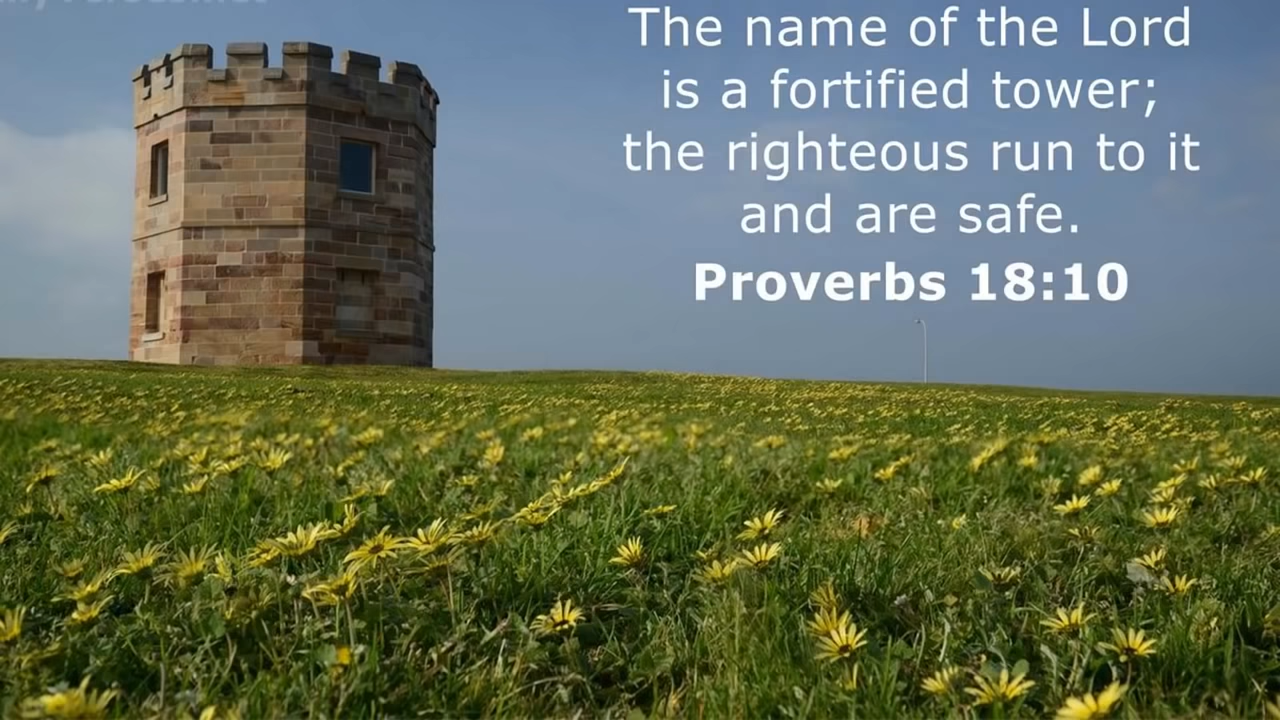 The name of the Lord
is a fortified tower;
the righteous run to it
and are safe.
Proverbs 18:10